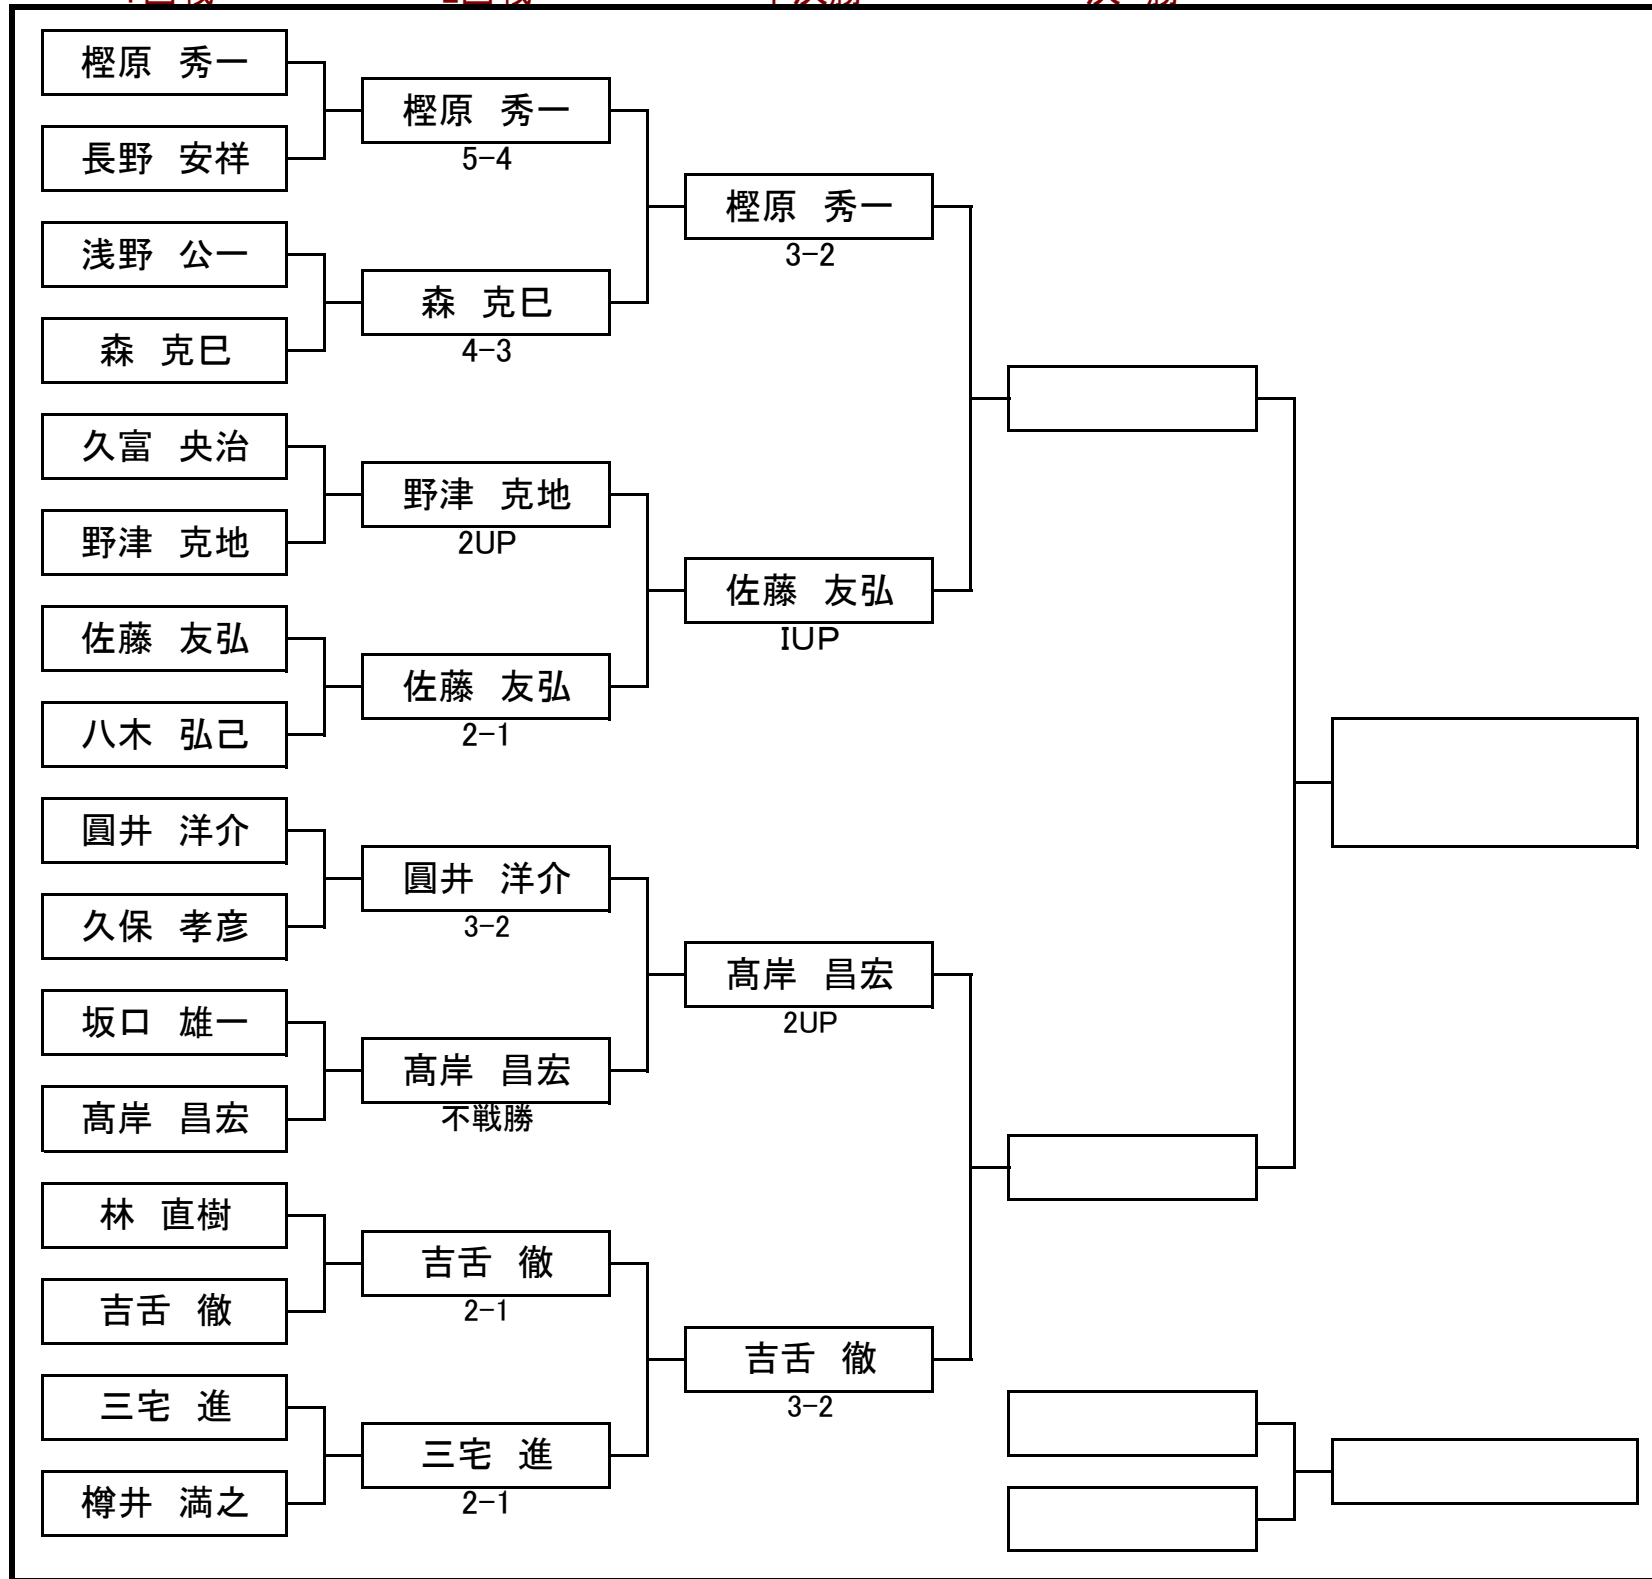 樫原 秀一
長野 安祥
浅野 公一
森 克巳
久富 央治
野津 克地
佐藤 友弘
八木 弘己
圓井 洋介
久保 孝彦
坂口 雄一
髙岸 昌宏
林 直樹
吉舌 徹
三宅 進
樽井 満之
樫原 秀一
5-4
森 克巳
4-3
野津 克地
2UP
佐藤 友弘
2-1
圓井 洋介
3-2
髙岸 昌宏
不戦勝
吉舌 徹
2-1
三宅 進
2-1
樫原 秀一
3-2
佐藤 友弘
IUP
髙岸 昌宏
2UP
吉舌 徹
3-2